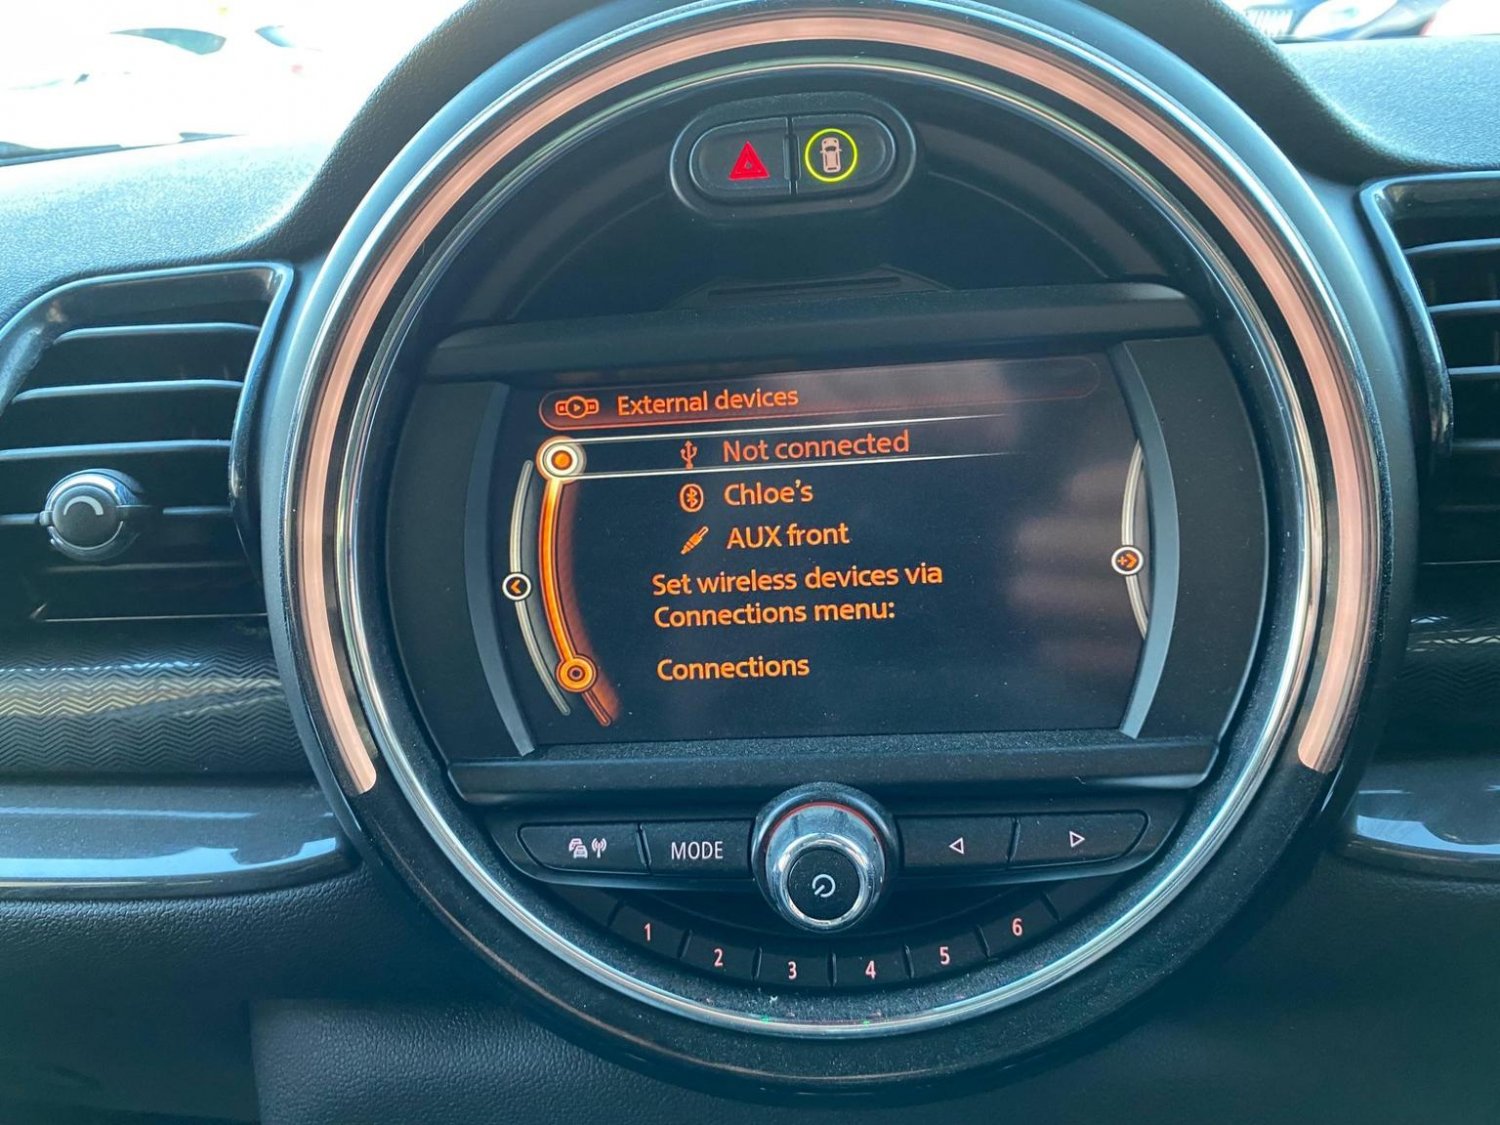 External devices
Not connected
Chloe's
AUX front
Set wireless devices via
Connections menu:
Connections
MODE
1
2
3
4
5
6